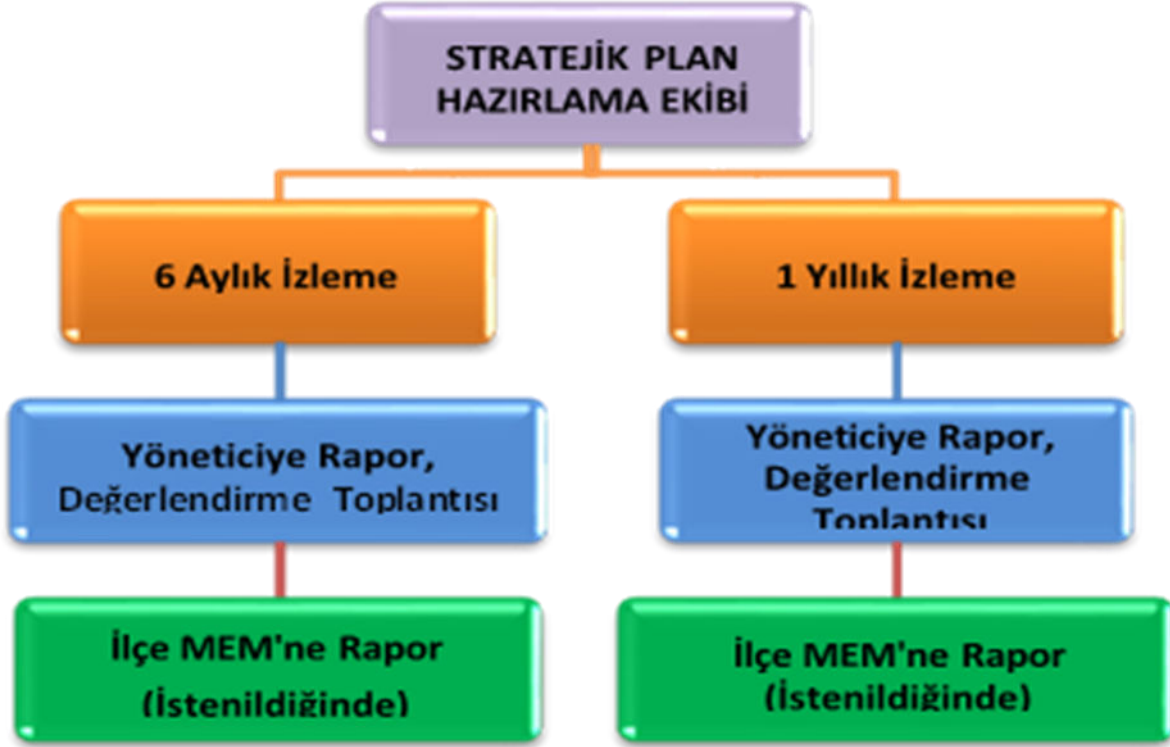 STRATEJİK PLAN
HAZIRLAMA EKİBİ
6 Aylık İzleme
1 Yıllık İzleme
Yöneticiye Rapor,
Değerlendirme Toplantısı
Yöneticiye Rapor,
Değerlendirme
Toplantısı
İlçe MEM'ne Rapor
(İstenildiğinde)
İlçe MEM'ne Rapor
(İstenildiğinde)